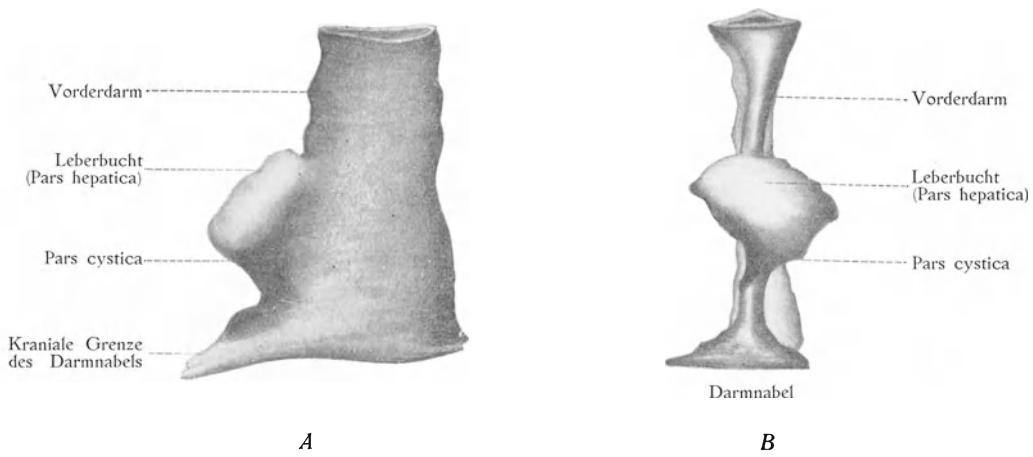 Vorderdarm
Leberbucht
(Pars hepatica)
Pars cystica
Kraniale Grenze
des Darmnabels
A
Vorderdarm
Leberbucht
(Pars hepatica)
Pars cystica
Darmnabel
B